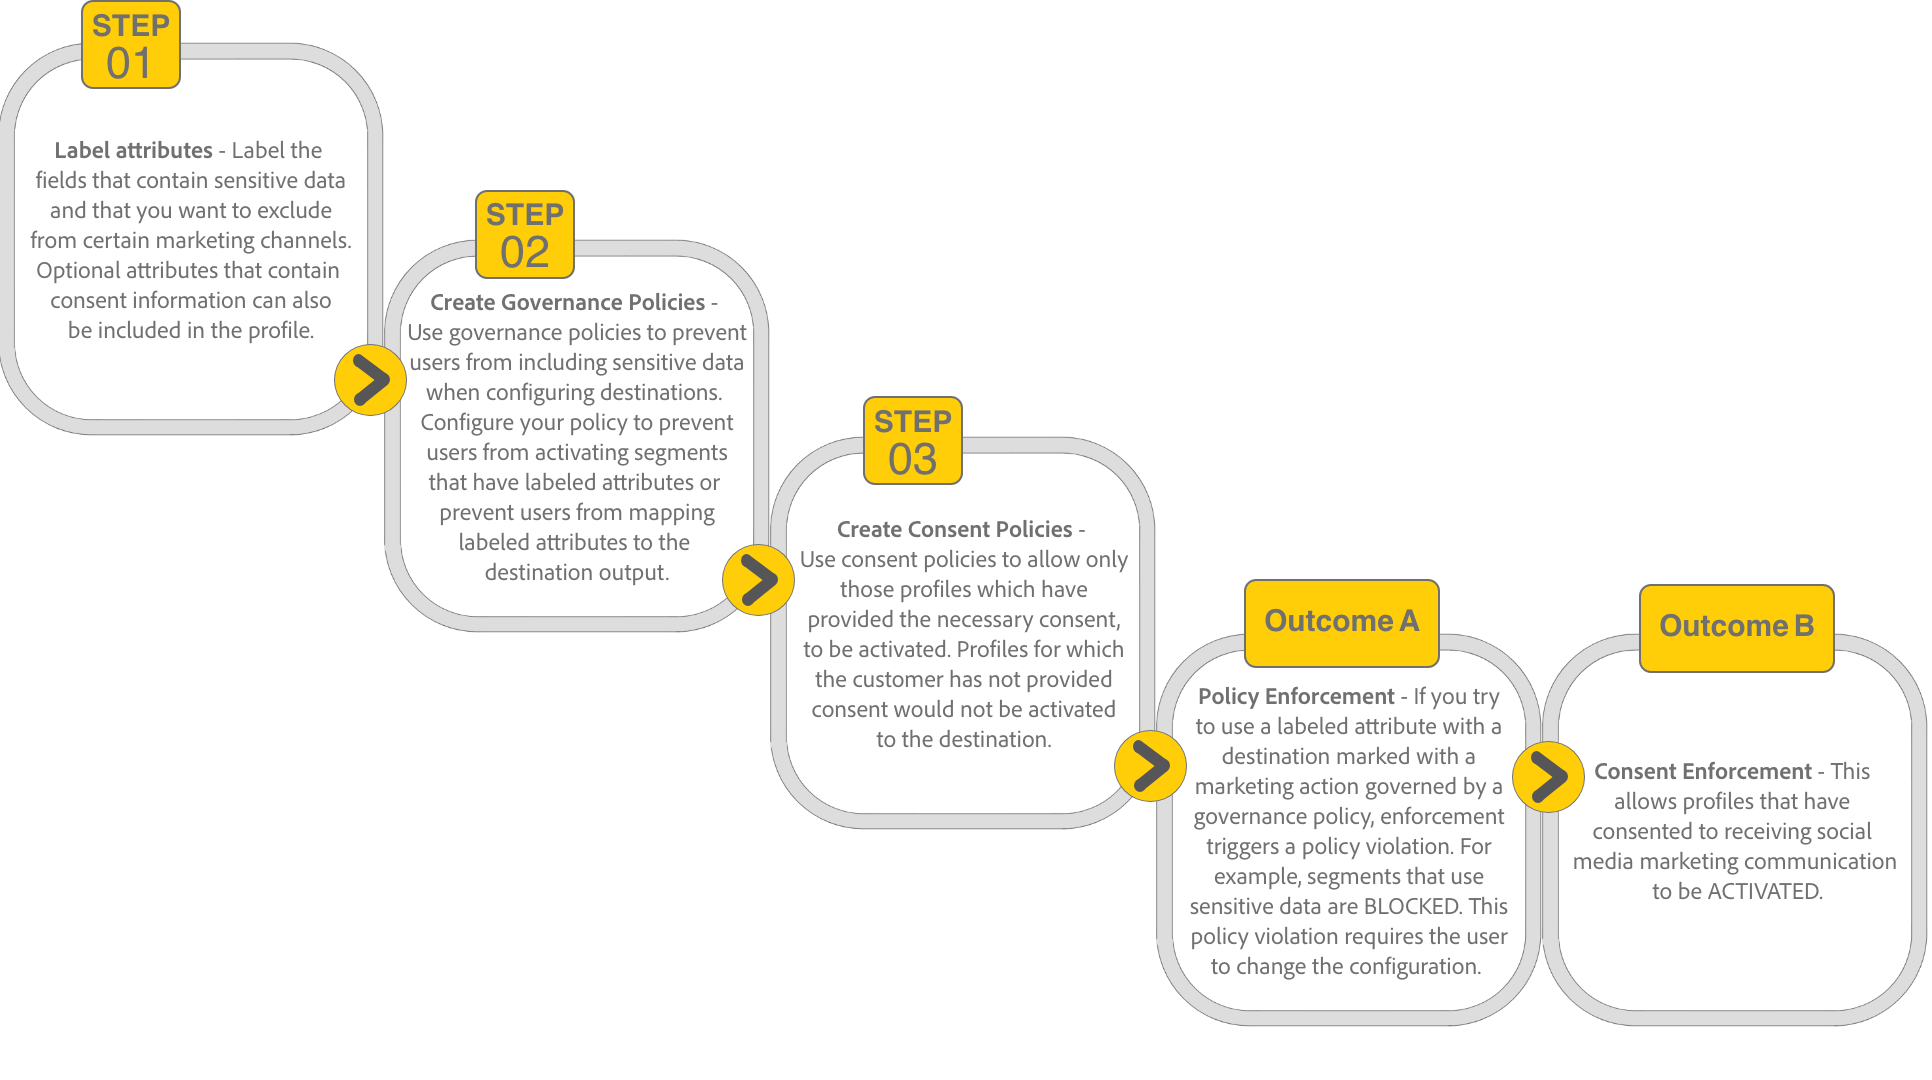 STEP
01
Label attributes - Label the
fields that contain sensitive data
and that you want to exclude
from certain marketing channels.
Optional attributes that contain
consent information can also
be included in the profile.
STEP
02
Create Governance Policies -
Use governance policies to prevent
users from including sensitive data
when configuring destinations.
Configure your policy to prevent
users from activating segments
that have labeled attributes or
prevent users from mapping
labeled attributes to the
destination output.
STEP
03
Create Consent Policies -
Use consent policies to allow only
those profiles which have
provided the necessary consent,
to be activated. Profiles for which
the customer has not provided
consent would not be activated
to the destination.
Outcome A
Policy Enforcement - If you try
to use a labeled attribute with a
destination marked with a
marketing action governed by a
governance policy, enforcement
triggers a policy violation. For
example, segments that use
sensitive data are BLOCKED. This
policy violation requires the user
to change the configuration.
Outcome B
Consent Enforcement - This
allows profiles that have
consented to receiving social
media marketing communication
to be ACTIVATED.